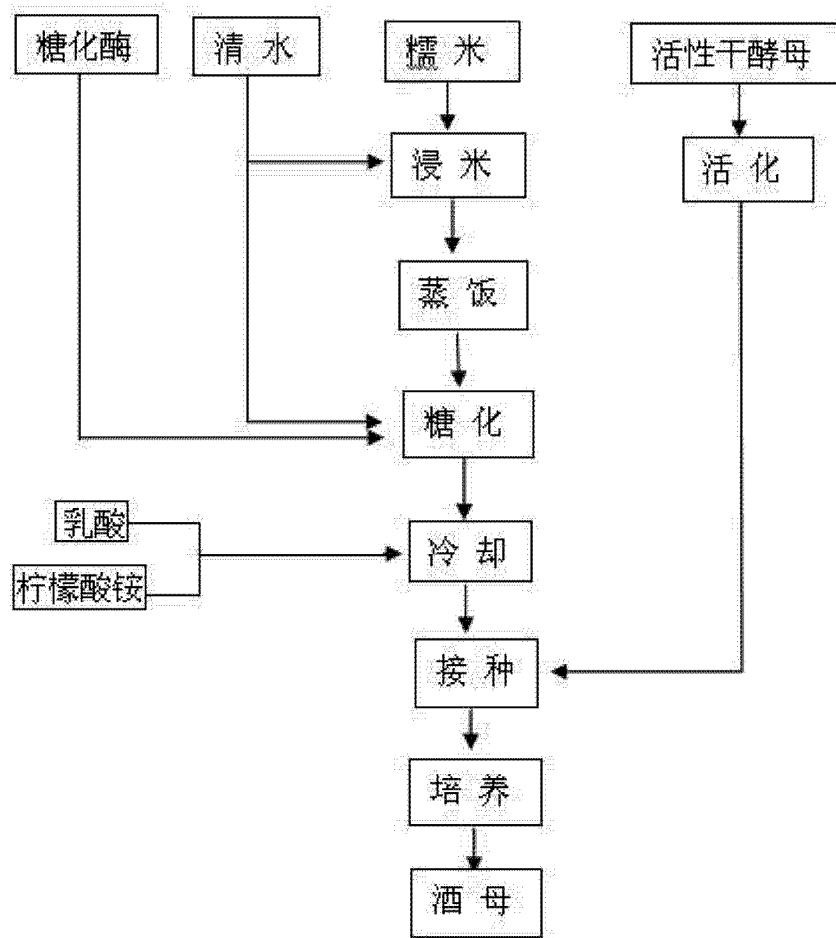 糖化酶
清水
糯米
活性干酵母
浸米
活化
蒸饭
糖化
乳酸
冷却
柠檬酸铵
接种
培养
酒母